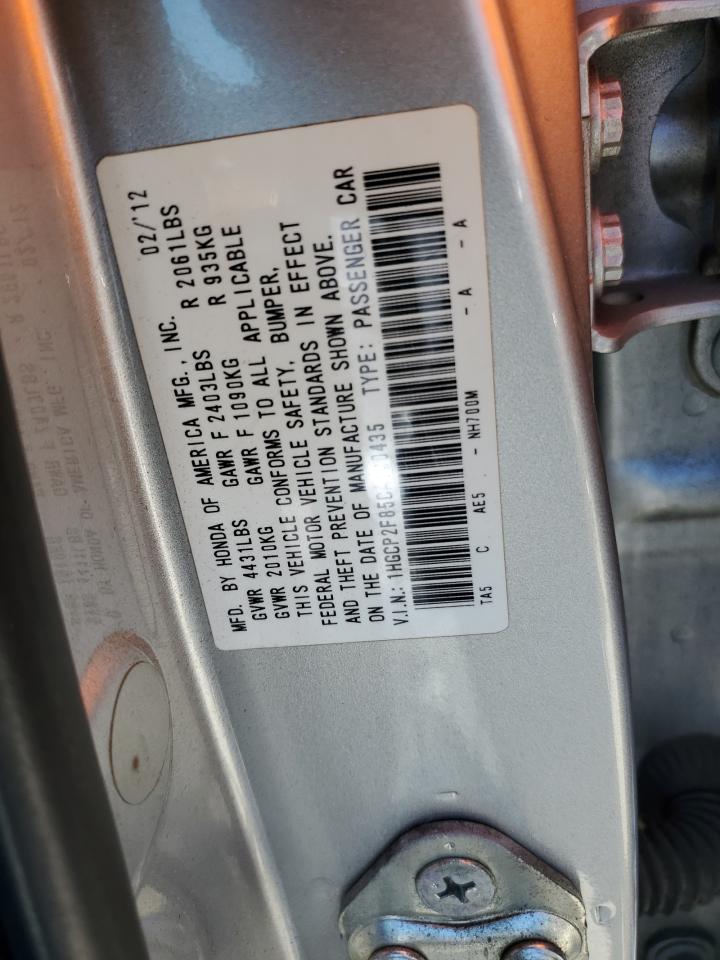 02/'12
MFD. BY HONDA OF AMERICA MFG., INC.
GVWR 4431LBS GAWR F 2403LBS R 2061LBS
GVWR 2010KG GAWR F 1090KG R 935KG
THIS VEHICLE CONFORMS TO ALL APPLICABLE
FEDERAL MOTOR VEHICLE SAFETY, BUMPER,
AND THEFT PREVENTION STANDARDS IN EFFECT
ON THE DATE OF MANUFACTURE SHOWN ABOVE.
V.I.N.: TYPE: PASSENGER CAR
TA5 C AE5 - NH700M - A - A